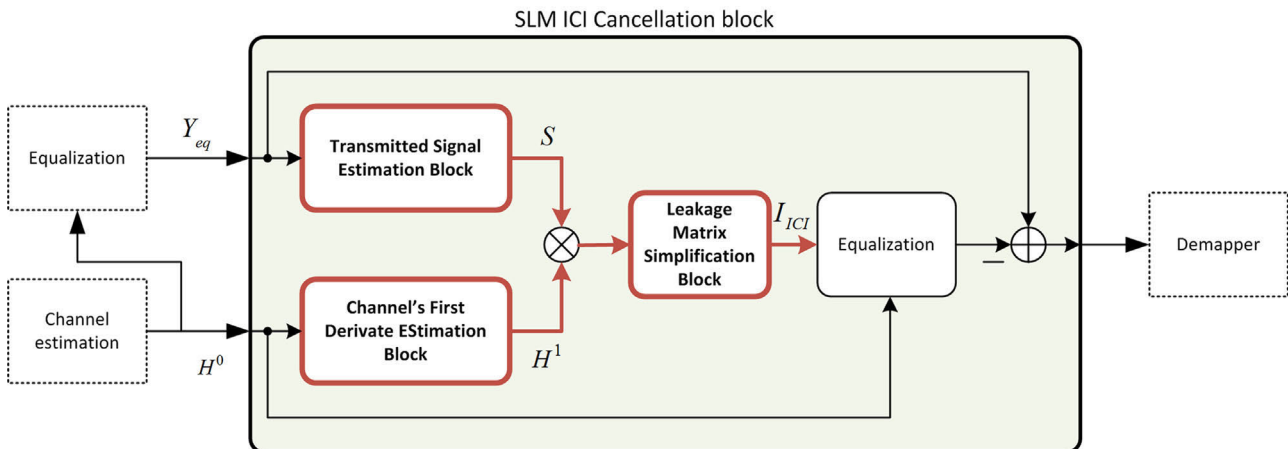 SLM ICI Cancellation block
Equalization
Y_eq
Transmitted Signal
Estimation Block
S
Channel
estimation
H^0
Channel's First
Derivate EStimation
Block
H^1
Leakage
Matrix
Simplification
Block
I_ICI
Equalization
−
Demapper